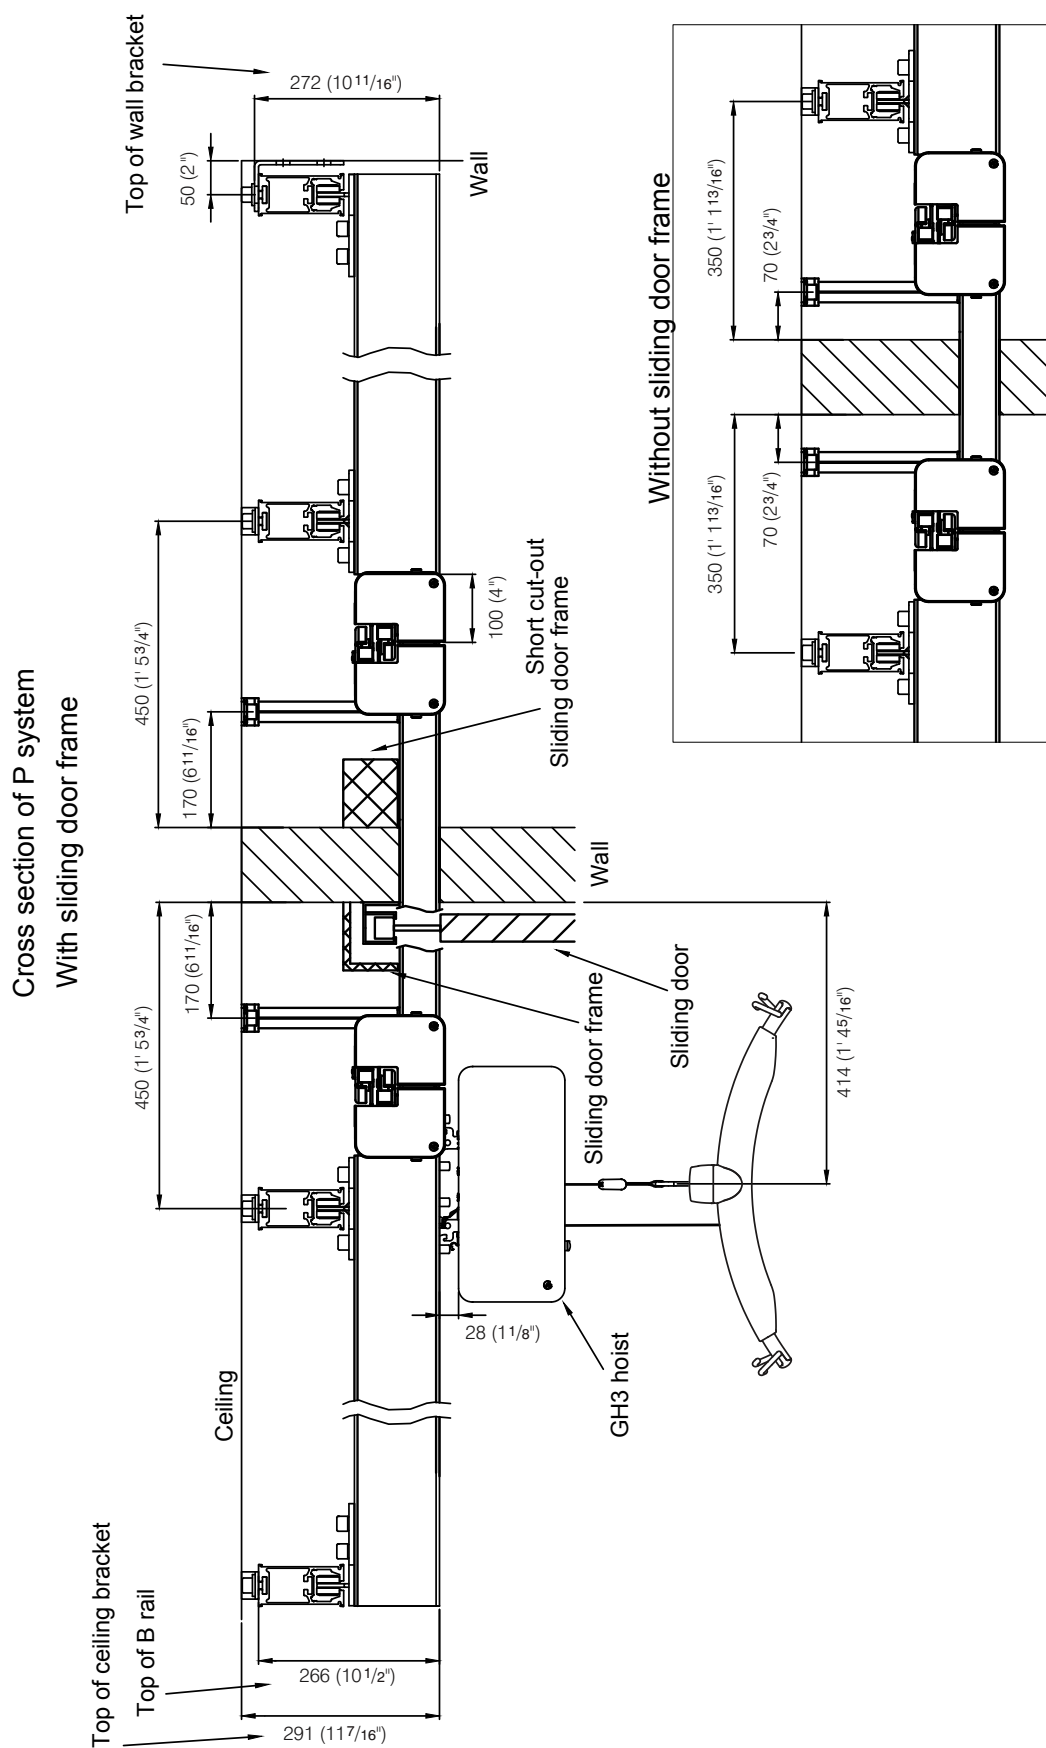 Cross section of P system
With sliding door frame
Top of ceiling bracket
Top of B rail
291 (11 7/16")
266 (10 1/2")
Ceiling
450 (1' 5 3/4")
170 (6 11/16")
450 (1' 5 3/4")
170 (6 11/16")
Top of wall bracket
50 (2")
272 (10 11/16")
Wall
28 (1 1/8")
GH3 hoist
Sliding door frame
Sliding door
Wall
414 (1' 4 5/16")
Short cut-out
Sliding door frame
100 (4")
Without sliding door frame
350 (1' 1 13/16")
70 (2 3/4")
350 (1' 1 13/16")
70 (2 3/4")